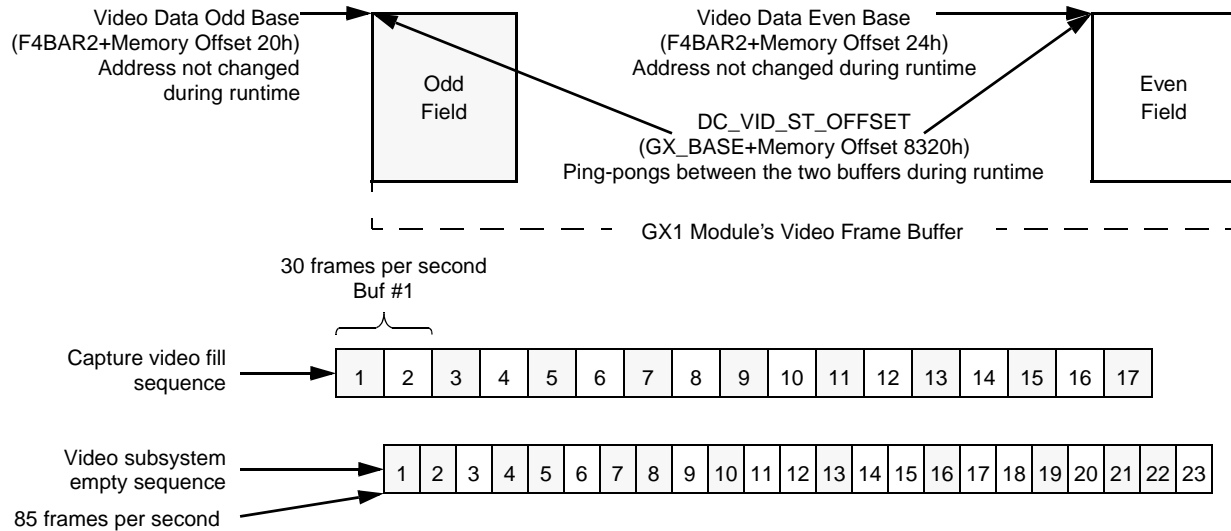 Video Data Odd Base
(F4BAR2+Memory Offset 20h)
Address not changed
during runtime
Odd
Field
Video Data Even Base
(F4BAR2+Memory Offset 24h)
Address not changed during runtime
Even
Field
DC_VID_ST_OFFSET
(GX_BASE+Memory Offset 8320h)
Ping-pongs between the two buffers during runtime
GX1 Module's Video Frame Buffer
30 frames per second
Buf #1
Capture video fill
sequence
1 2 3 4 5 6 7 8 9 10 11 12 13 14 15 16 17
Video subsystem
empty sequence
1 2 3 4 5 6 7 8 9 10 11 12 13 14 15 16 17 18 19 20 21 22 23
85 frames per second